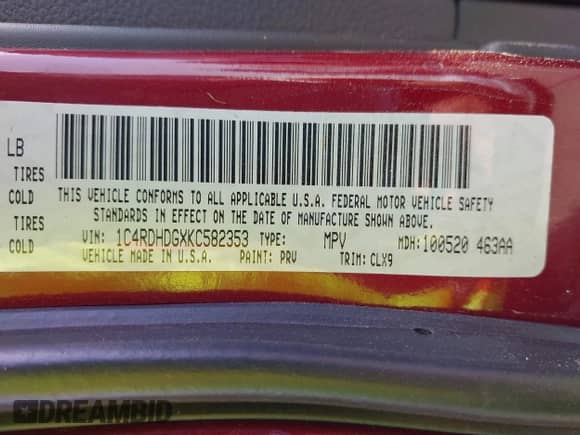 LB
TIRES
COLD
TIRES
COLD
THIS VEHICLE CONFORMS TO ALL APPLICABLE U.S.A. FEDERAL MOTOR VEHICLE SAFETY
STANDARDS IN EFFECT ON THE DATE OF MANUFACTURE SHOWN ABOVE.
VIN: 1C4RDHDGXKC582353 TYPE: MPV MDH:100520 463AA
VEHICLE MADE IN U.S.A. PAINT: PRV TRIM: CLX9
DREAMBID